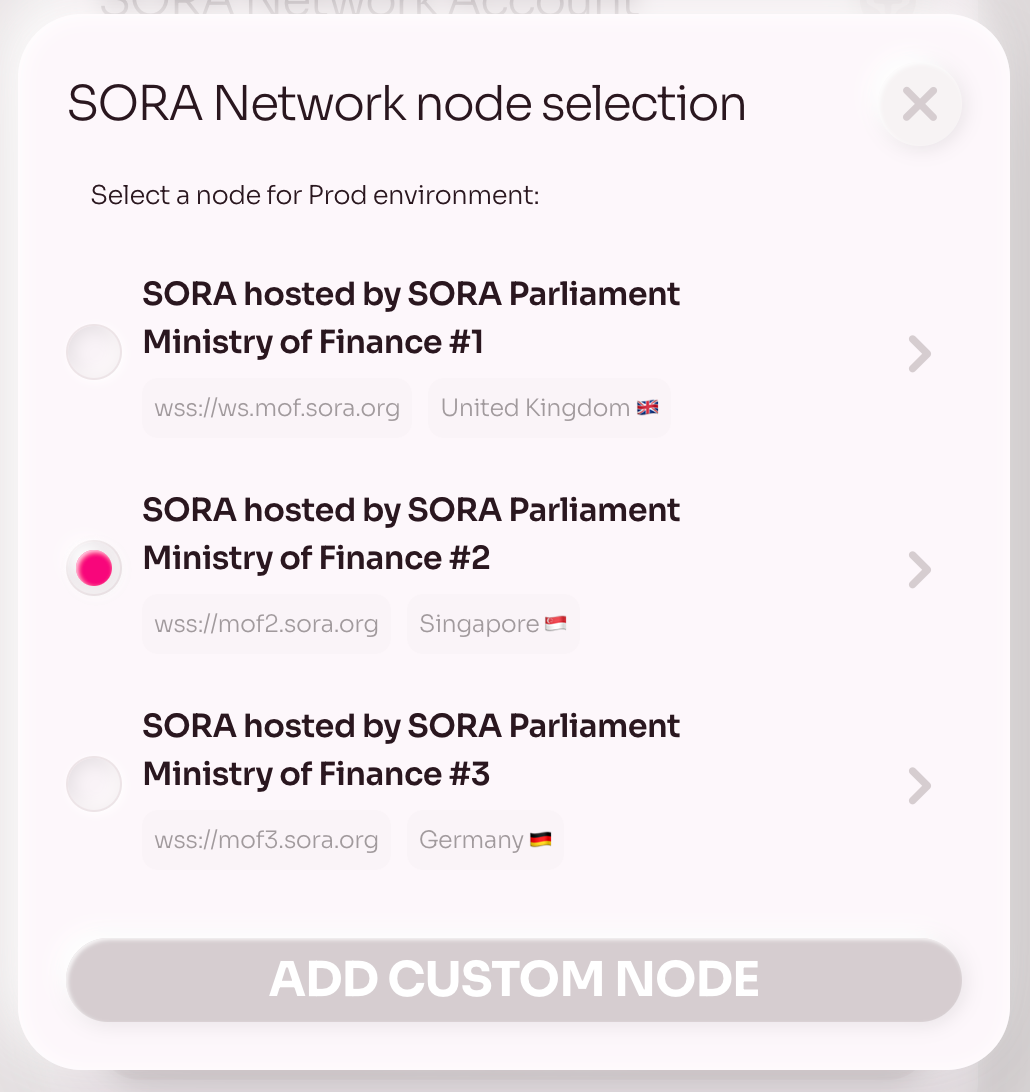 SORA Network Account
SORA Network node selection
Select a node for Prod environment:
SORA hosted by SORA Parliament
Ministry of Finance #1
wss://ws.mof.sora.org United Kingdom 🇬🇧
SORA hosted by SORA Parliament
Ministry of Finance #2
wss://mof2.sora.org Singapore 🇸🇬
SORA hosted by SORA Parliament
Ministry of Finance #3
wss://mof3.sora.org Germany 🇩🇪
ADD CUSTOM NODE